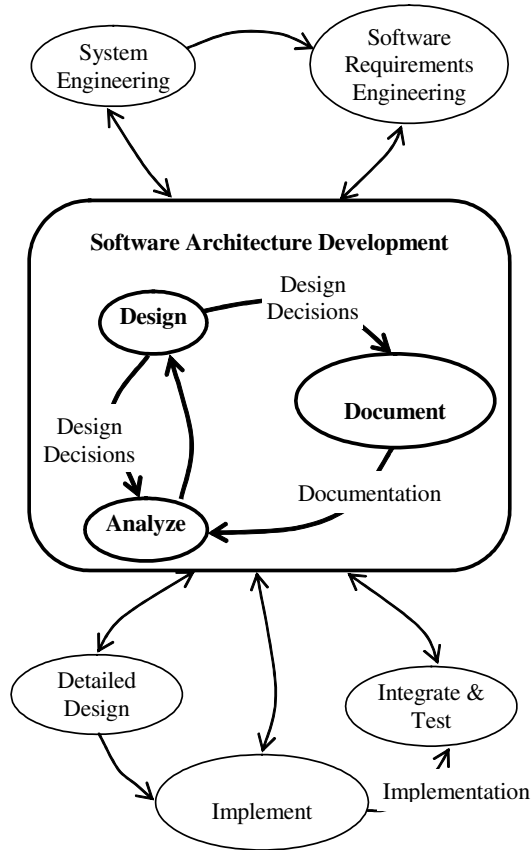 System
Engineering
Software
Requirements
Engineering
Software Architecture Development
Design
Design
Decisions
Document
Design
Decisions
Documentation
Analyze
Detailed
Design
Integrate &
Test
Implement
Implementation